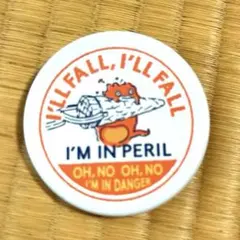 I'LL FALL, I'LL FALL
I'M IN PERIL
OH, NO OH, NO
I'M IN DANGER